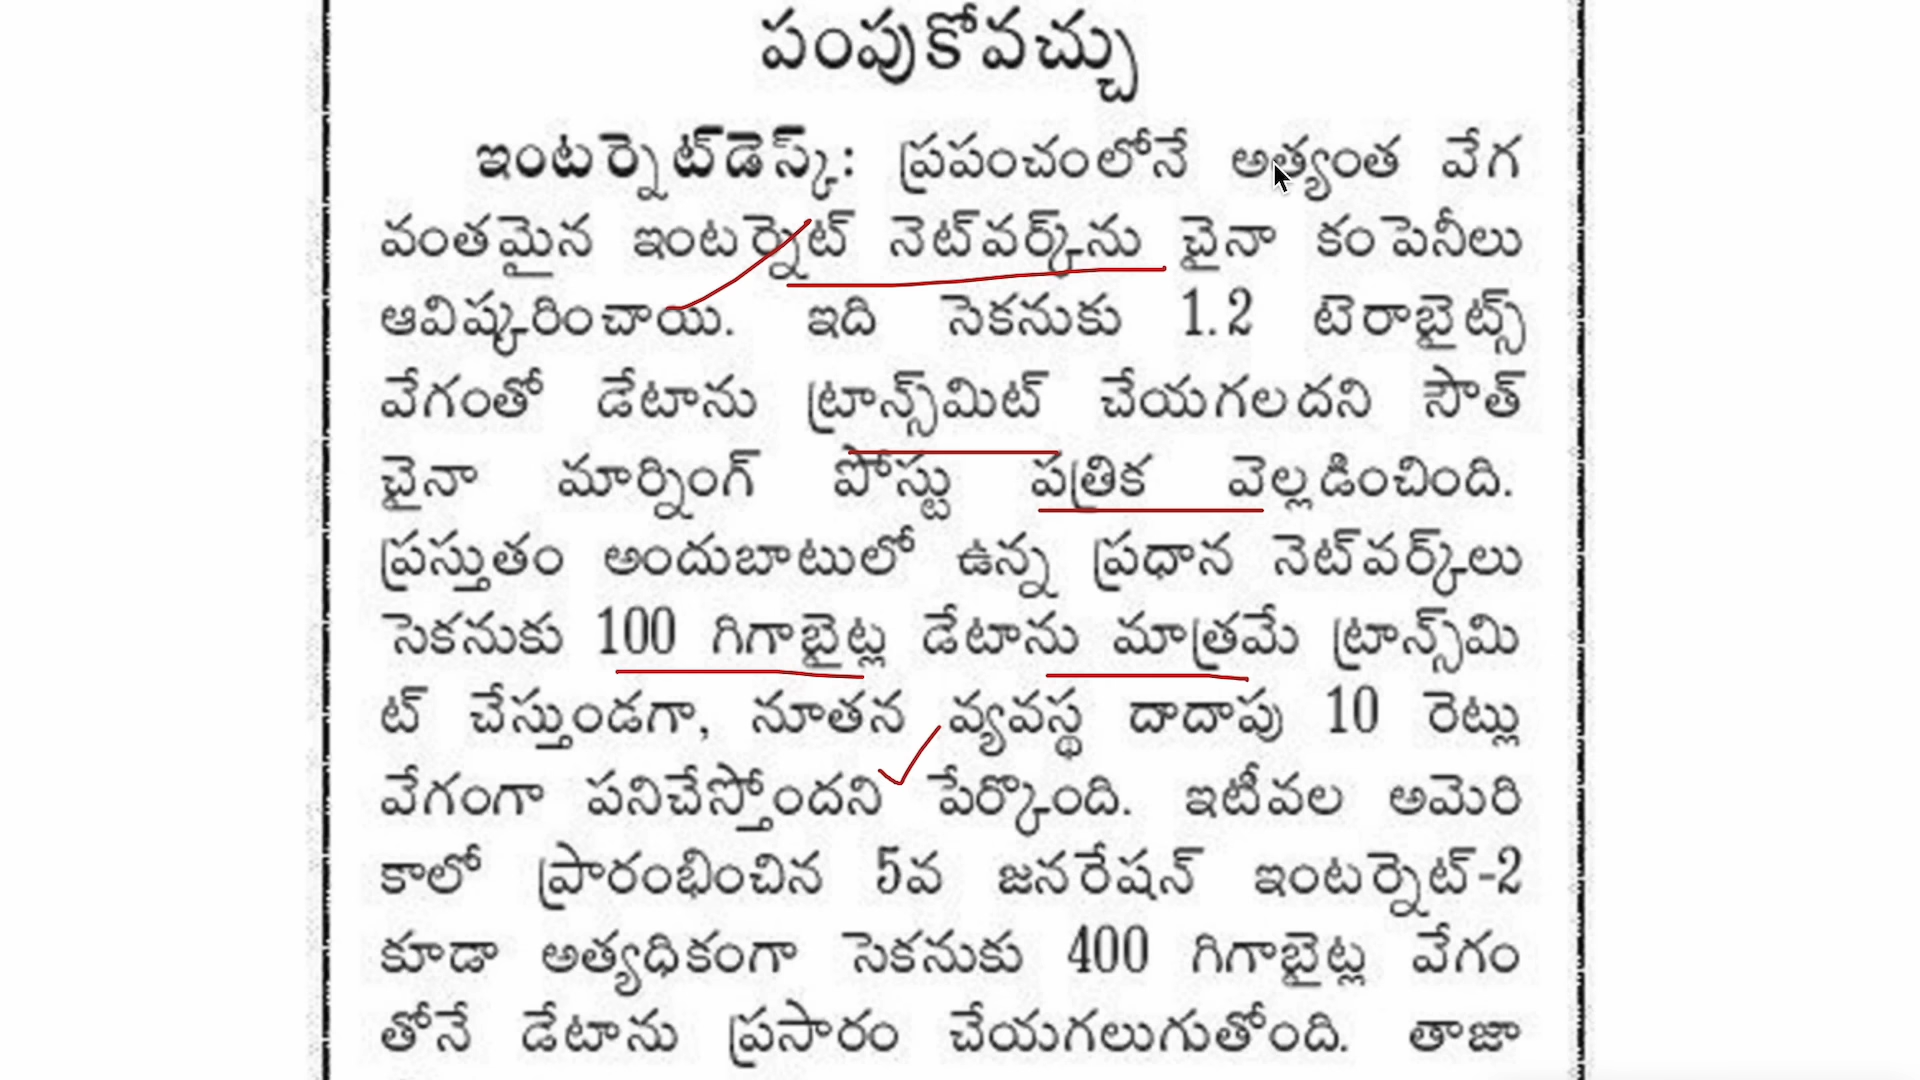 పంపుకోవచ్చు
ఇంటర్నెట్‌డెస్క్: ప్రపంచంలోనే అత్యంత వేగ
వంతమైన ఇంటర్నెట్ నెట్‌వర్క్‌ను చైనా కంపెనీలు
ఆవిష్కరించాయి. ఇది సెకనుకు 1.2 టెరాబైట్స్
వేగంతో డేటాను ట్రాన్స్‌మిట్ చేయగలదని సౌత్
చైనా మార్నింగ్ పోస్టు పత్రిక వెల్లడించింది.
ప్రస్తుతం అందుబాటులో ఉన్న ప్రధాన నెట్‌వర్క్‌లు
సెకనుకు 100 గిగాబైట్ల డేటాను మాత్రమే ట్రాన్స్‌మి
ట్ చేస్తుండగా, నూతన వ్యవస్థ దాదాపు 10 రెట్లు
వేగంగా పనిచేస్తోందని పేర్కొంది. ఇటీవల అమెరి
కాలో ప్రారంభించిన 5వ జనరేషన్ ఇంటర్నెట్-2
కూడా అత్యధికంగా సెకనుకు 400 గిగాబైట్ల వేగం
తోనే డేటాను ప్రసారం చేయగలుగుతోంది. తాజా